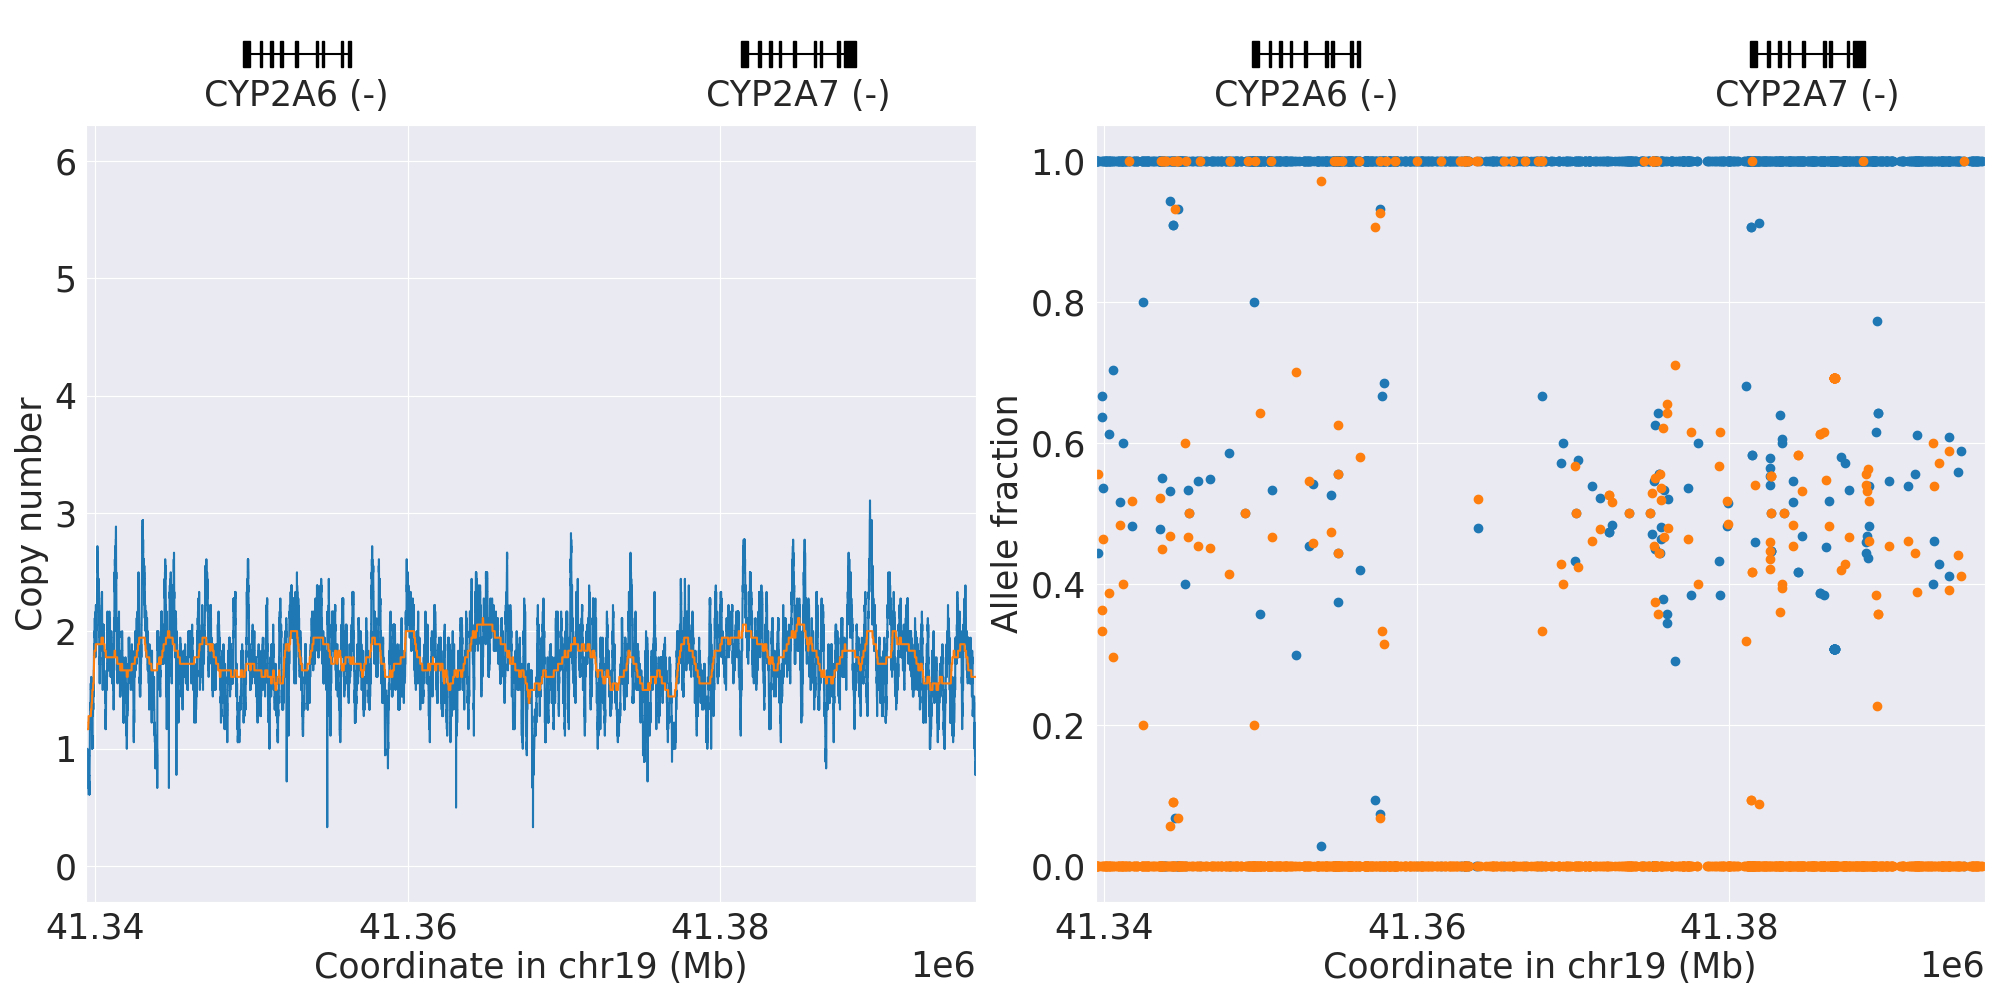 CYP2A6 (-)
CYP2A7 (-)
CYP2A6 (-)
CYP2A7 (-)
6
5
4
3
2
1
0
Copy number
41.34
41.36
41.38
Coordinate in chr19 (Mb)
1e6
1.0
0.8
0.6
0.4
0.2
0.0
Allele fraction
41.34
41.36
41.38
Coordinate in chr19 (Mb)
1e6